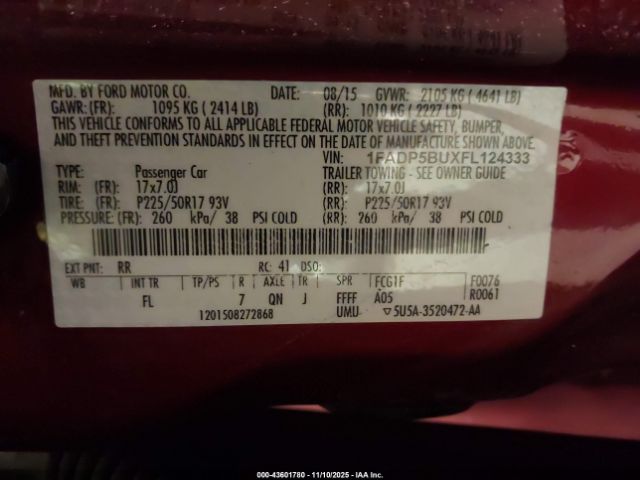 MFD. BY FORD MOTOR CO. DATE: 08/15 GVWR: 2105 KG ( 4641 LB)
GAWR: (FR): 1095 KG ( 2414 LB) (RR): 1010 KG ( 2227 LB)
THIS VEHICLE CONFORMS TO ALL APPLICABLE FEDERAL MOTOR VEHICLE SAFETY, BUMPER,
AND THEFT PREVENTION STANDARDS IN EFFECT ON THE DATE OF MANUFACTURE SHOWN ABOVE.
VIN: 1FADP5BUXFL124333
TYPE: Passenger Car TRAILER TOWING - SEE OWNER GUIDE
RIM: (FR): 17x7.0J (RR): 17x7.0J
TIRE: (FR): P225/50R17 93V (RR): P225/50R17 93V
PRESSURE: (FR): 260 kPa/ 38 PSI COLD (RR): 260 kPa/ 38 PSI COLD
EXT PNT: RR RC: 41 DSO: FCG1F F0076
WB INT TR TP/PS R AXLE TR SPR A05 R0061
FL 7 QN J FFFF
1201508272868 UMU ▽5U5A-3520472-AA
000-43601780 - 11/10/2025 - IAA Inc.